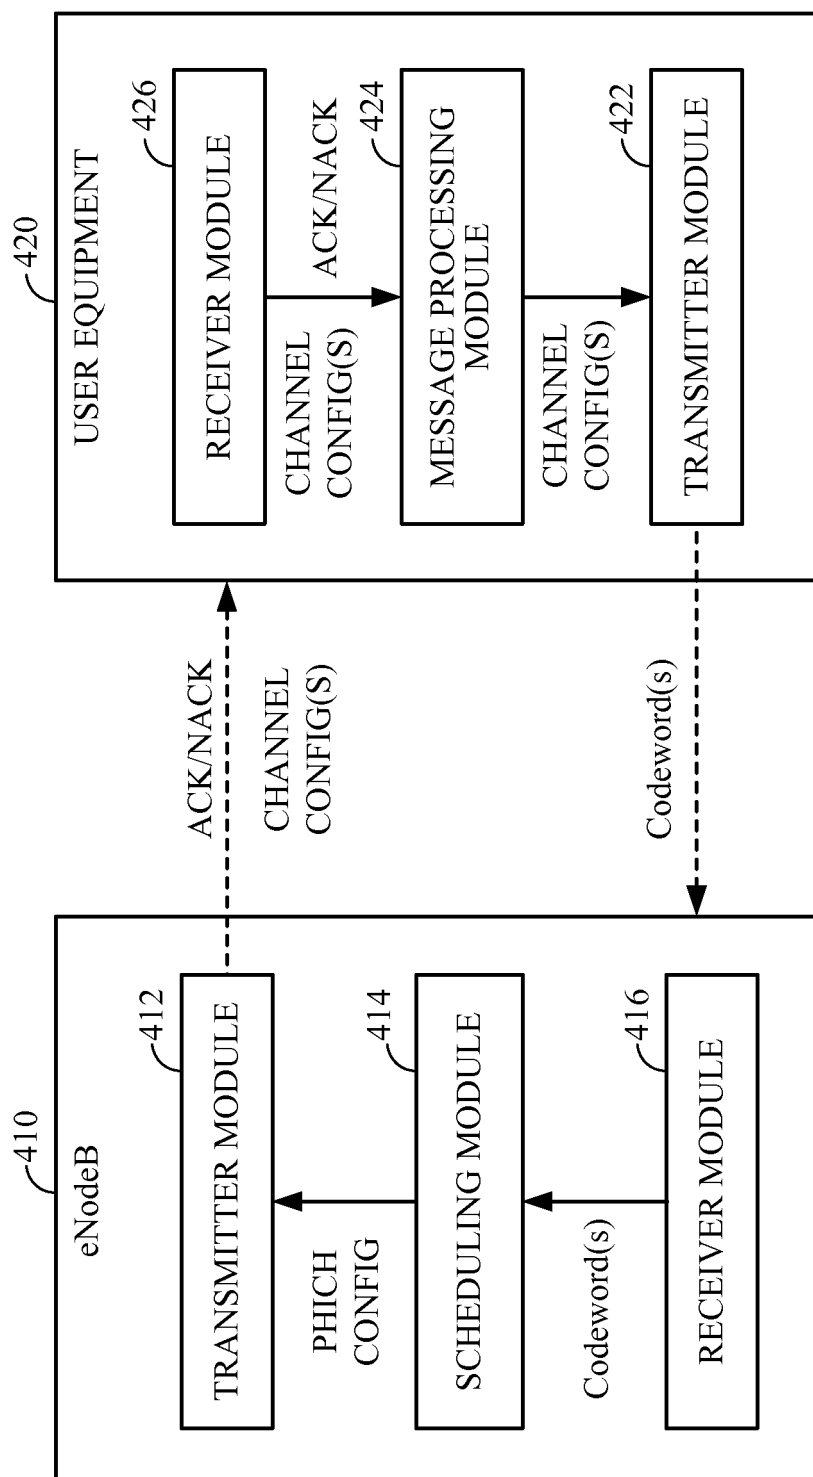 410
eNodeB
412
TRANSMITTER MODULE
PHICH
CONFIG
414
SCHEDULING MODULE
Codeword(s)
416
RECEIVER MODULE
ACK/NACK
CHANNEL
CONFIG(S)
Codeword(s)
420
USER EQUIPMENT
426
RECEIVER MODULE
CHANNEL
CONFIG(S)
ACK/NACK
424
MESSAGE PROCESSING
MODULE
CHANNEL
CONFIG(S)
422
TRANSMITTER MODULE